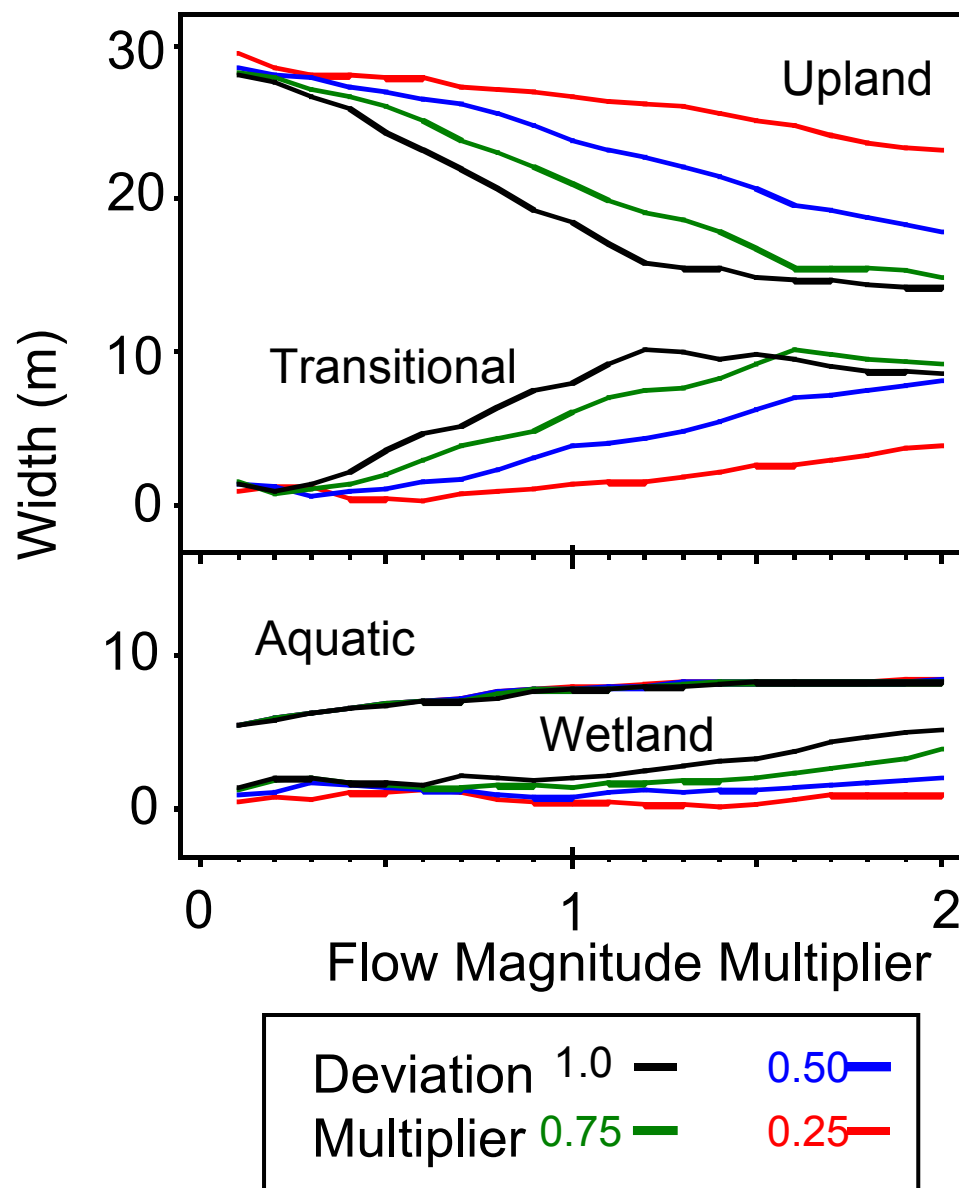 30
Upland
20
Width (m)
10
Transitional
0
Aquatic
10
Wetland
0
0 1 2
Flow Magnitude Multiplier
Deviation 1.0 0.50
Multiplier 0.75 0.25